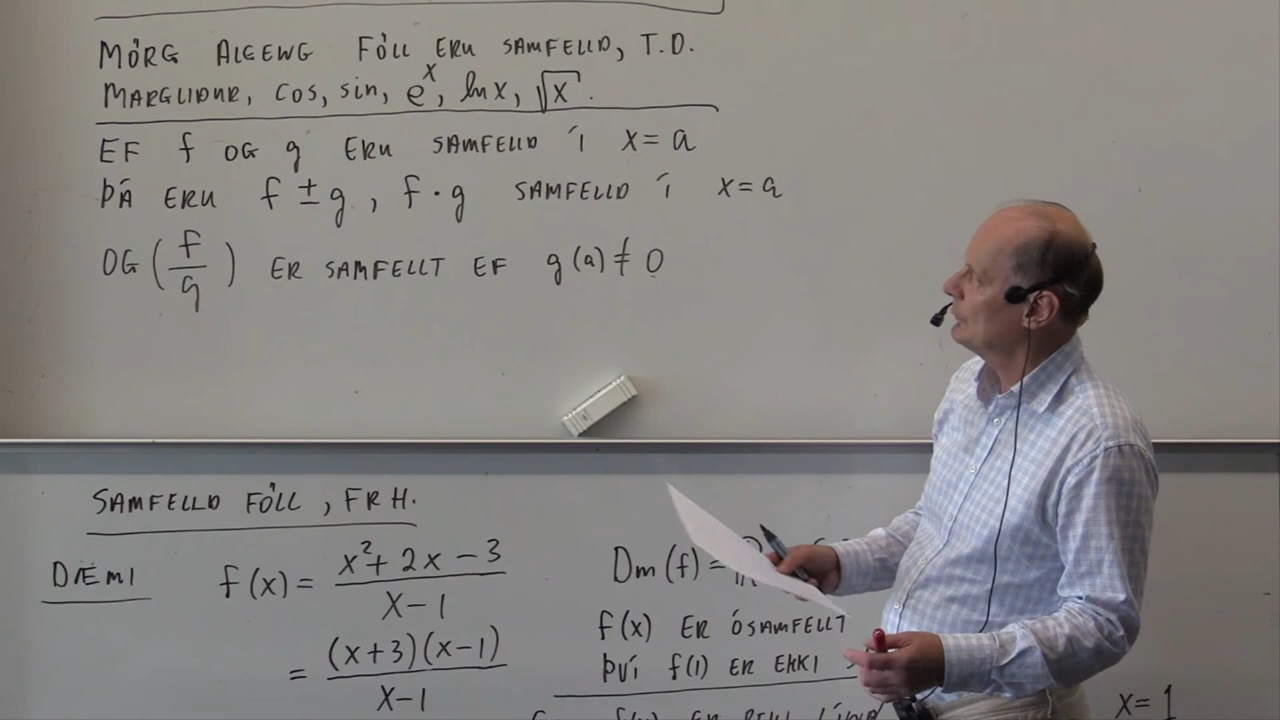 MÖRG ALGENG FÖLL ERU SAMFELLD, T.D.
MARGLIÐUR, cos, sin, e^x, ln x, √x.
EF f OG g ERU SAMFELLD Í x=a
ÞÁ ERU f ± g, f · g SAMFELLD Í x=a
OG (f/g) ER SAMFELLT EF g(a) ≠ 0
SAMFELLD FÖLL, FRH.
DÆMI f(x) = (x²+2x-3)/(x-1)
= ((x+3)(x-1))/(x-1)
Dm(f) =
f(x) ER ÓSAMFELLT
ÞVÍ f(1) ER EKKI
f(x) ER
x=1